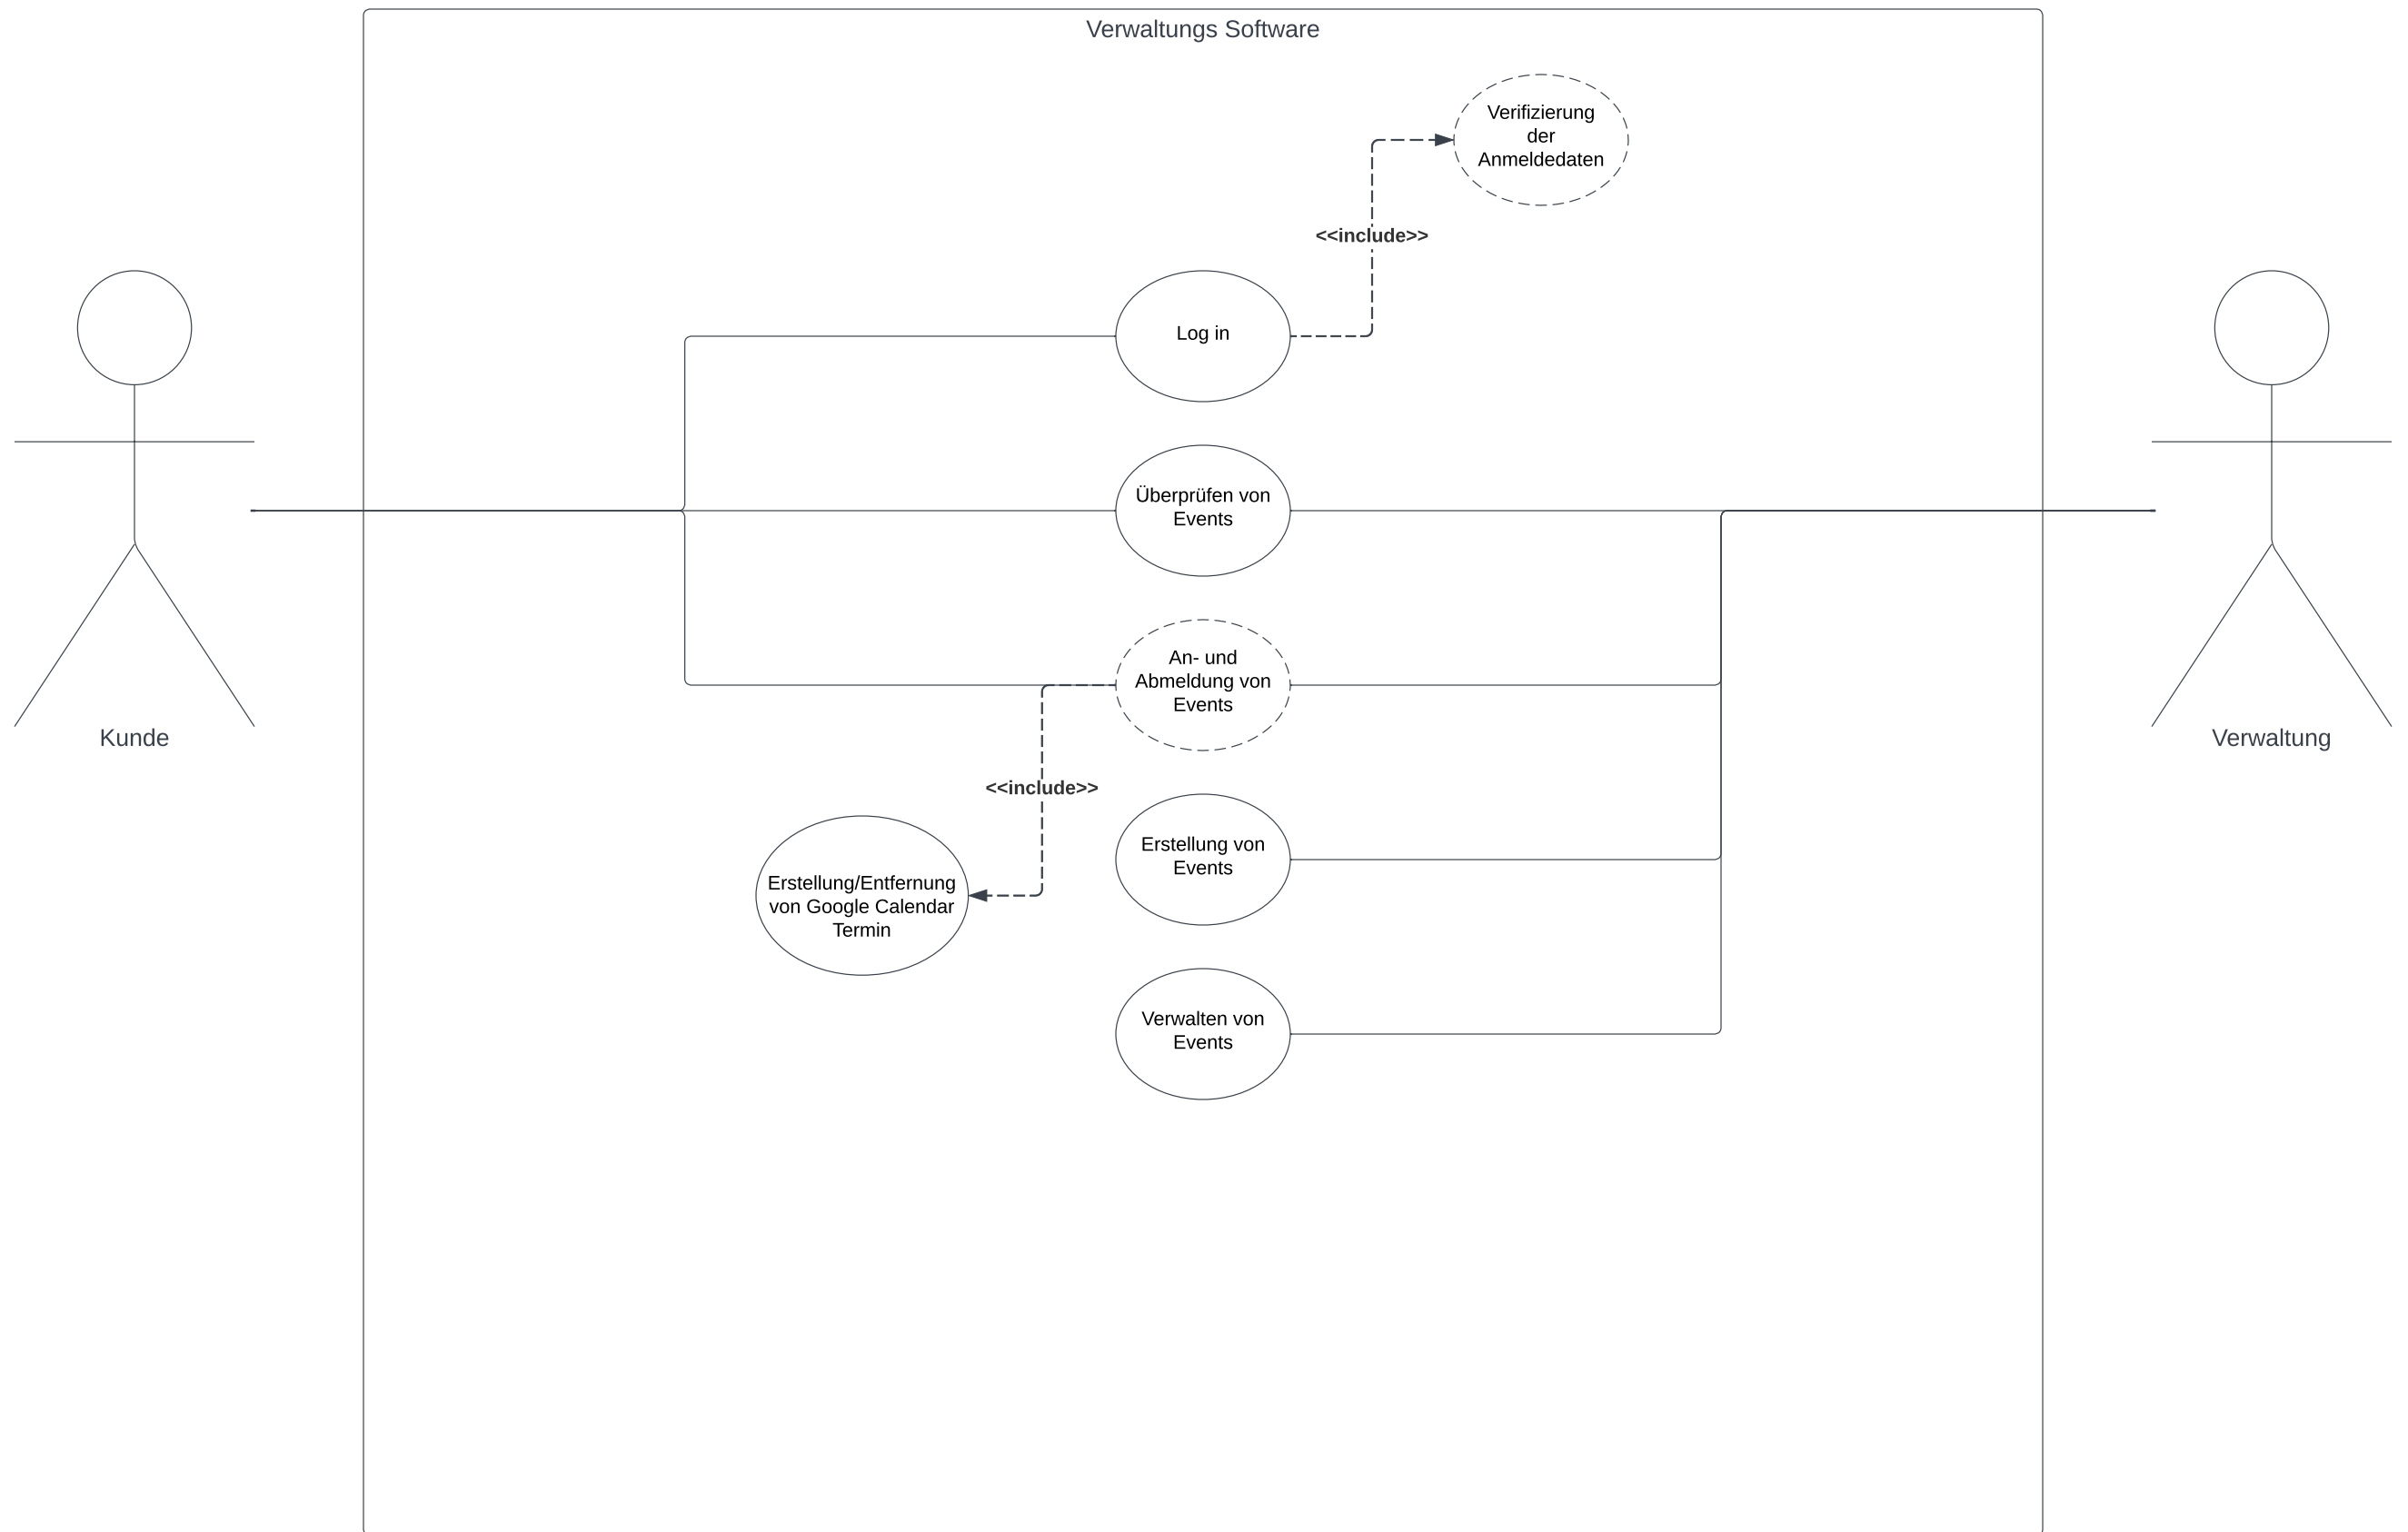 Verwaltungs Software
Verifizierung
der
Anmeldedaten
<<include>>
Log in
Überprüfen von
Events
An- und
Abmeldung von
Events
Kunde
Verwaltung
<<include>>
Erstellung von
Events
Erstellung/Entfernung
von Google Calendar
Termin
Verwalten von
Events